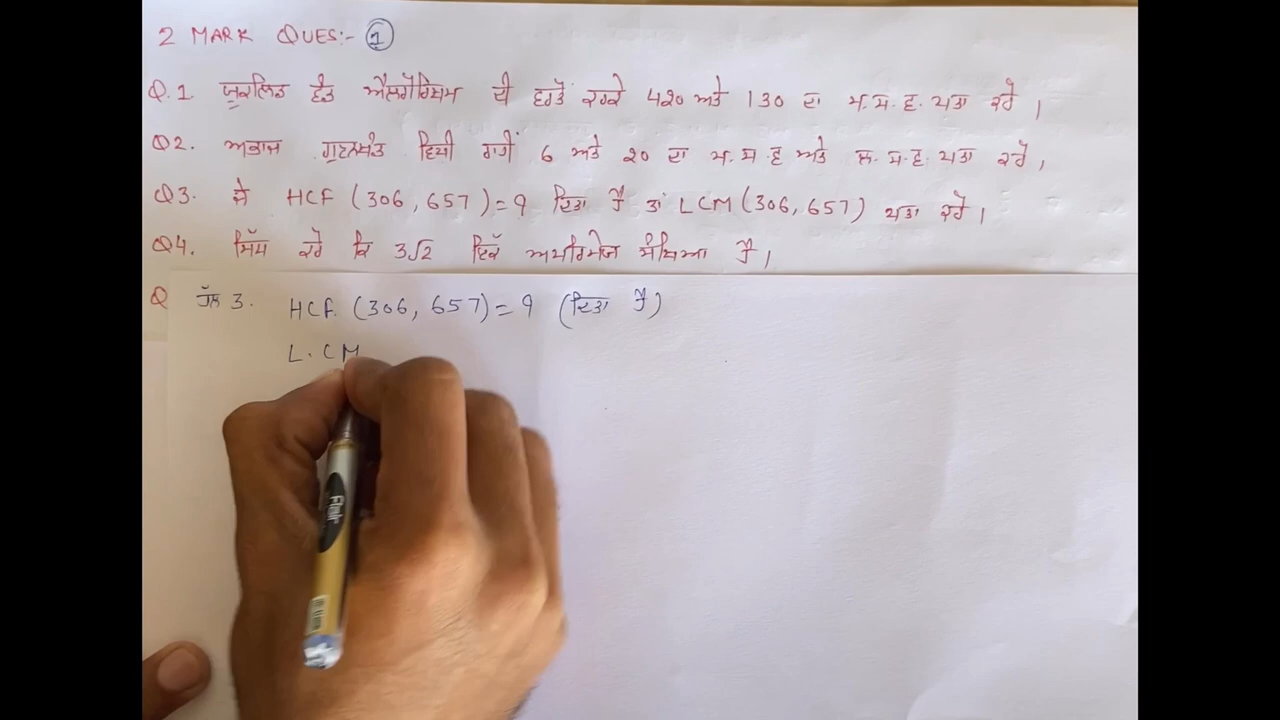 2 MARK QUES:- 1
Q.1 ਯੂਕਲਿਡ ਵੰਡ ਐਲਗੋਰਿਥਮ ਦੀ ਵਰਤੋਂ ਕਰਕੇ 420 ਅਤੇ 130 ਦਾ ਮ.ਸ.ਵ. ਪਤਾ ਕਰੋ।
Q2. ਅਭਾਜ ਗੁਣਨਖੰਡ ਵਿਧੀ ਰਾਹੀਂ 6 ਅਤੇ 20 ਦਾ ਮ.ਸ.ਵ ਅਤੇ ਲ.ਸ.ਵ. ਪਤਾ ਕਰੋ।
Q3. ਜੇ HCF (306,657)=9 ਦਿਤਾ ਹੈ ਤਾਂ LCM(306,657) ਪਤਾ ਕਰੋ।
Q4. ਸਿੱਧ ਕਰੋ ਕਿ 3√2 ਇਕ ਅਪਰਿਮੇਯ ਸੰਖਿਆ ਹੈ।
Q ਹੱਲ 3. HCF. (306, 657)=9 (ਦਿਤਾ ਹੈ)
L.CM
Flair